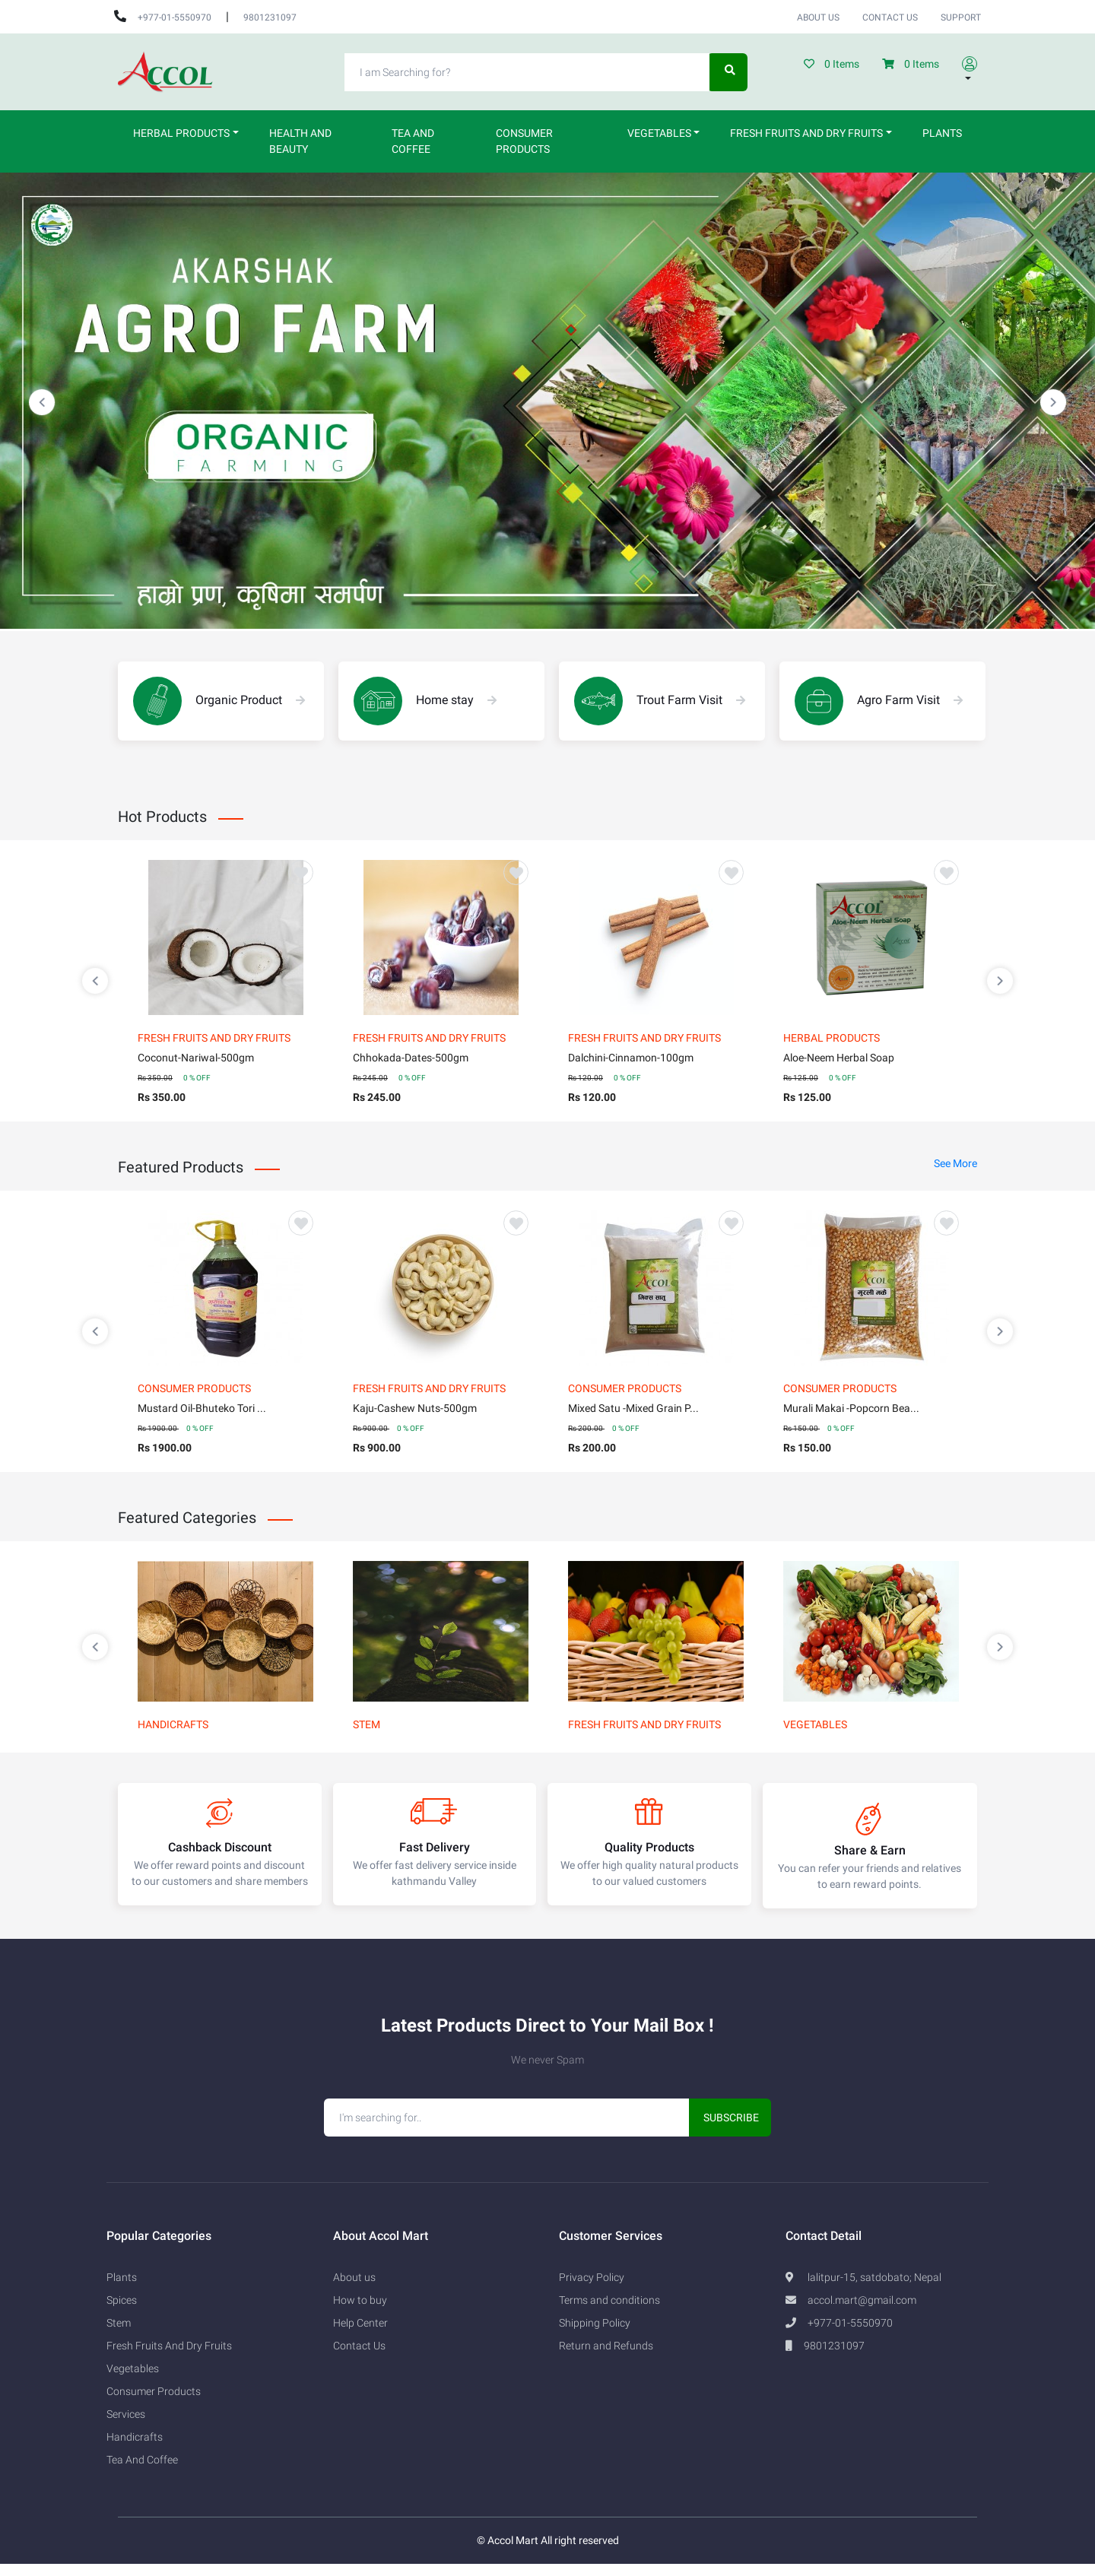 +977-01-5550970 | 9801231097
ABOUT US CONTACT US SUPPORT
ACCOL
I am Searching for?
0 Items
0 Items
HERBAL PRODUCTS
HEALTH AND BEAUTY
TEA AND COFFEE
CONSUMER PRODUCTS
VEGETABLES
FRESH FRUITS AND DRY FRUITS
PLANTS
AKARSHAK
AGRO FARM
ORGANIC
FARMING
हाम्रो प्रण, कृषिमा समर्पण
Organic Product
Home stay
Trout Farm Visit
Agro Farm Visit
Hot Products
ACCOL
Aloe-Neem Herbal Soap
FRESH FRUITS AND DRY FRUITS
Coconut-Nariwal-500gm
Rs 350.00 0 % OFF
Rs 350.00
FRESH FRUITS AND DRY FRUITS
Chhokada-Dates-500gm
Rs 245.00 0 % OFF
Rs 245.00
FRESH FRUITS AND DRY FRUITS
Dalchini-Cinnamon-100gm
Rs 120.00 0 % OFF
Rs 120.00
HERBAL PRODUCTS
Aloe-Neem Herbal Soap
Rs 125.00 0 % OFF
Rs 125.00
Featured Products
See More
ACCOL
मिक्स सातु
ACCOL
मुरली मकै
CONSUMER PRODUCTS
Mustard Oil-Bhuteko Tori ...
Rs 1900.00 0 % OFF
Rs 1900.00
FRESH FRUITS AND DRY FRUITS
Kaju-Cashew Nuts-500gm
Rs 900.00 0 % OFF
Rs 900.00
CONSUMER PRODUCTS
Mixed Satu -Mixed Grain P...
Rs 200.00 0 % OFF
Rs 200.00
CONSUMER PRODUCTS
Murali Makai -Popcorn Bea...
Rs 150.00 0 % OFF
Rs 150.00
Featured Categories
HANDICRAFTS
STEM
FRESH FRUITS AND DRY FRUITS
VEGETABLES
Cashback Discount
We offer reward points and discount
to our customers and share members
Fast Delivery
We offer fast delivery service inside
kathmandu Valley
Quality Products
We offer high quality natural products
to our valued customers
Share & Earn
You can refer your friends and relatives
to earn reward points.
Latest Products Direct to Your Mail Box !
We never Spam
I'm searching for..
SUBSCRIBE
Popular Categories
Plants
Spices
Stem
Fresh Fruits And Dry Fruits
Vegetables
Consumer Products
Services
Handicrafts
Tea And Coffee
About Accol Mart
About us
How to buy
Help Center
Contact Us
Customer Services
Privacy Policy
Terms and conditions
Shipping Policy
Return and Refunds
Contact Detail
lalitpur-15, satdobato; Nepal
accol.mart@gmail.com
+977-01-5550970
9801231097
© Accol Mart All right reserved